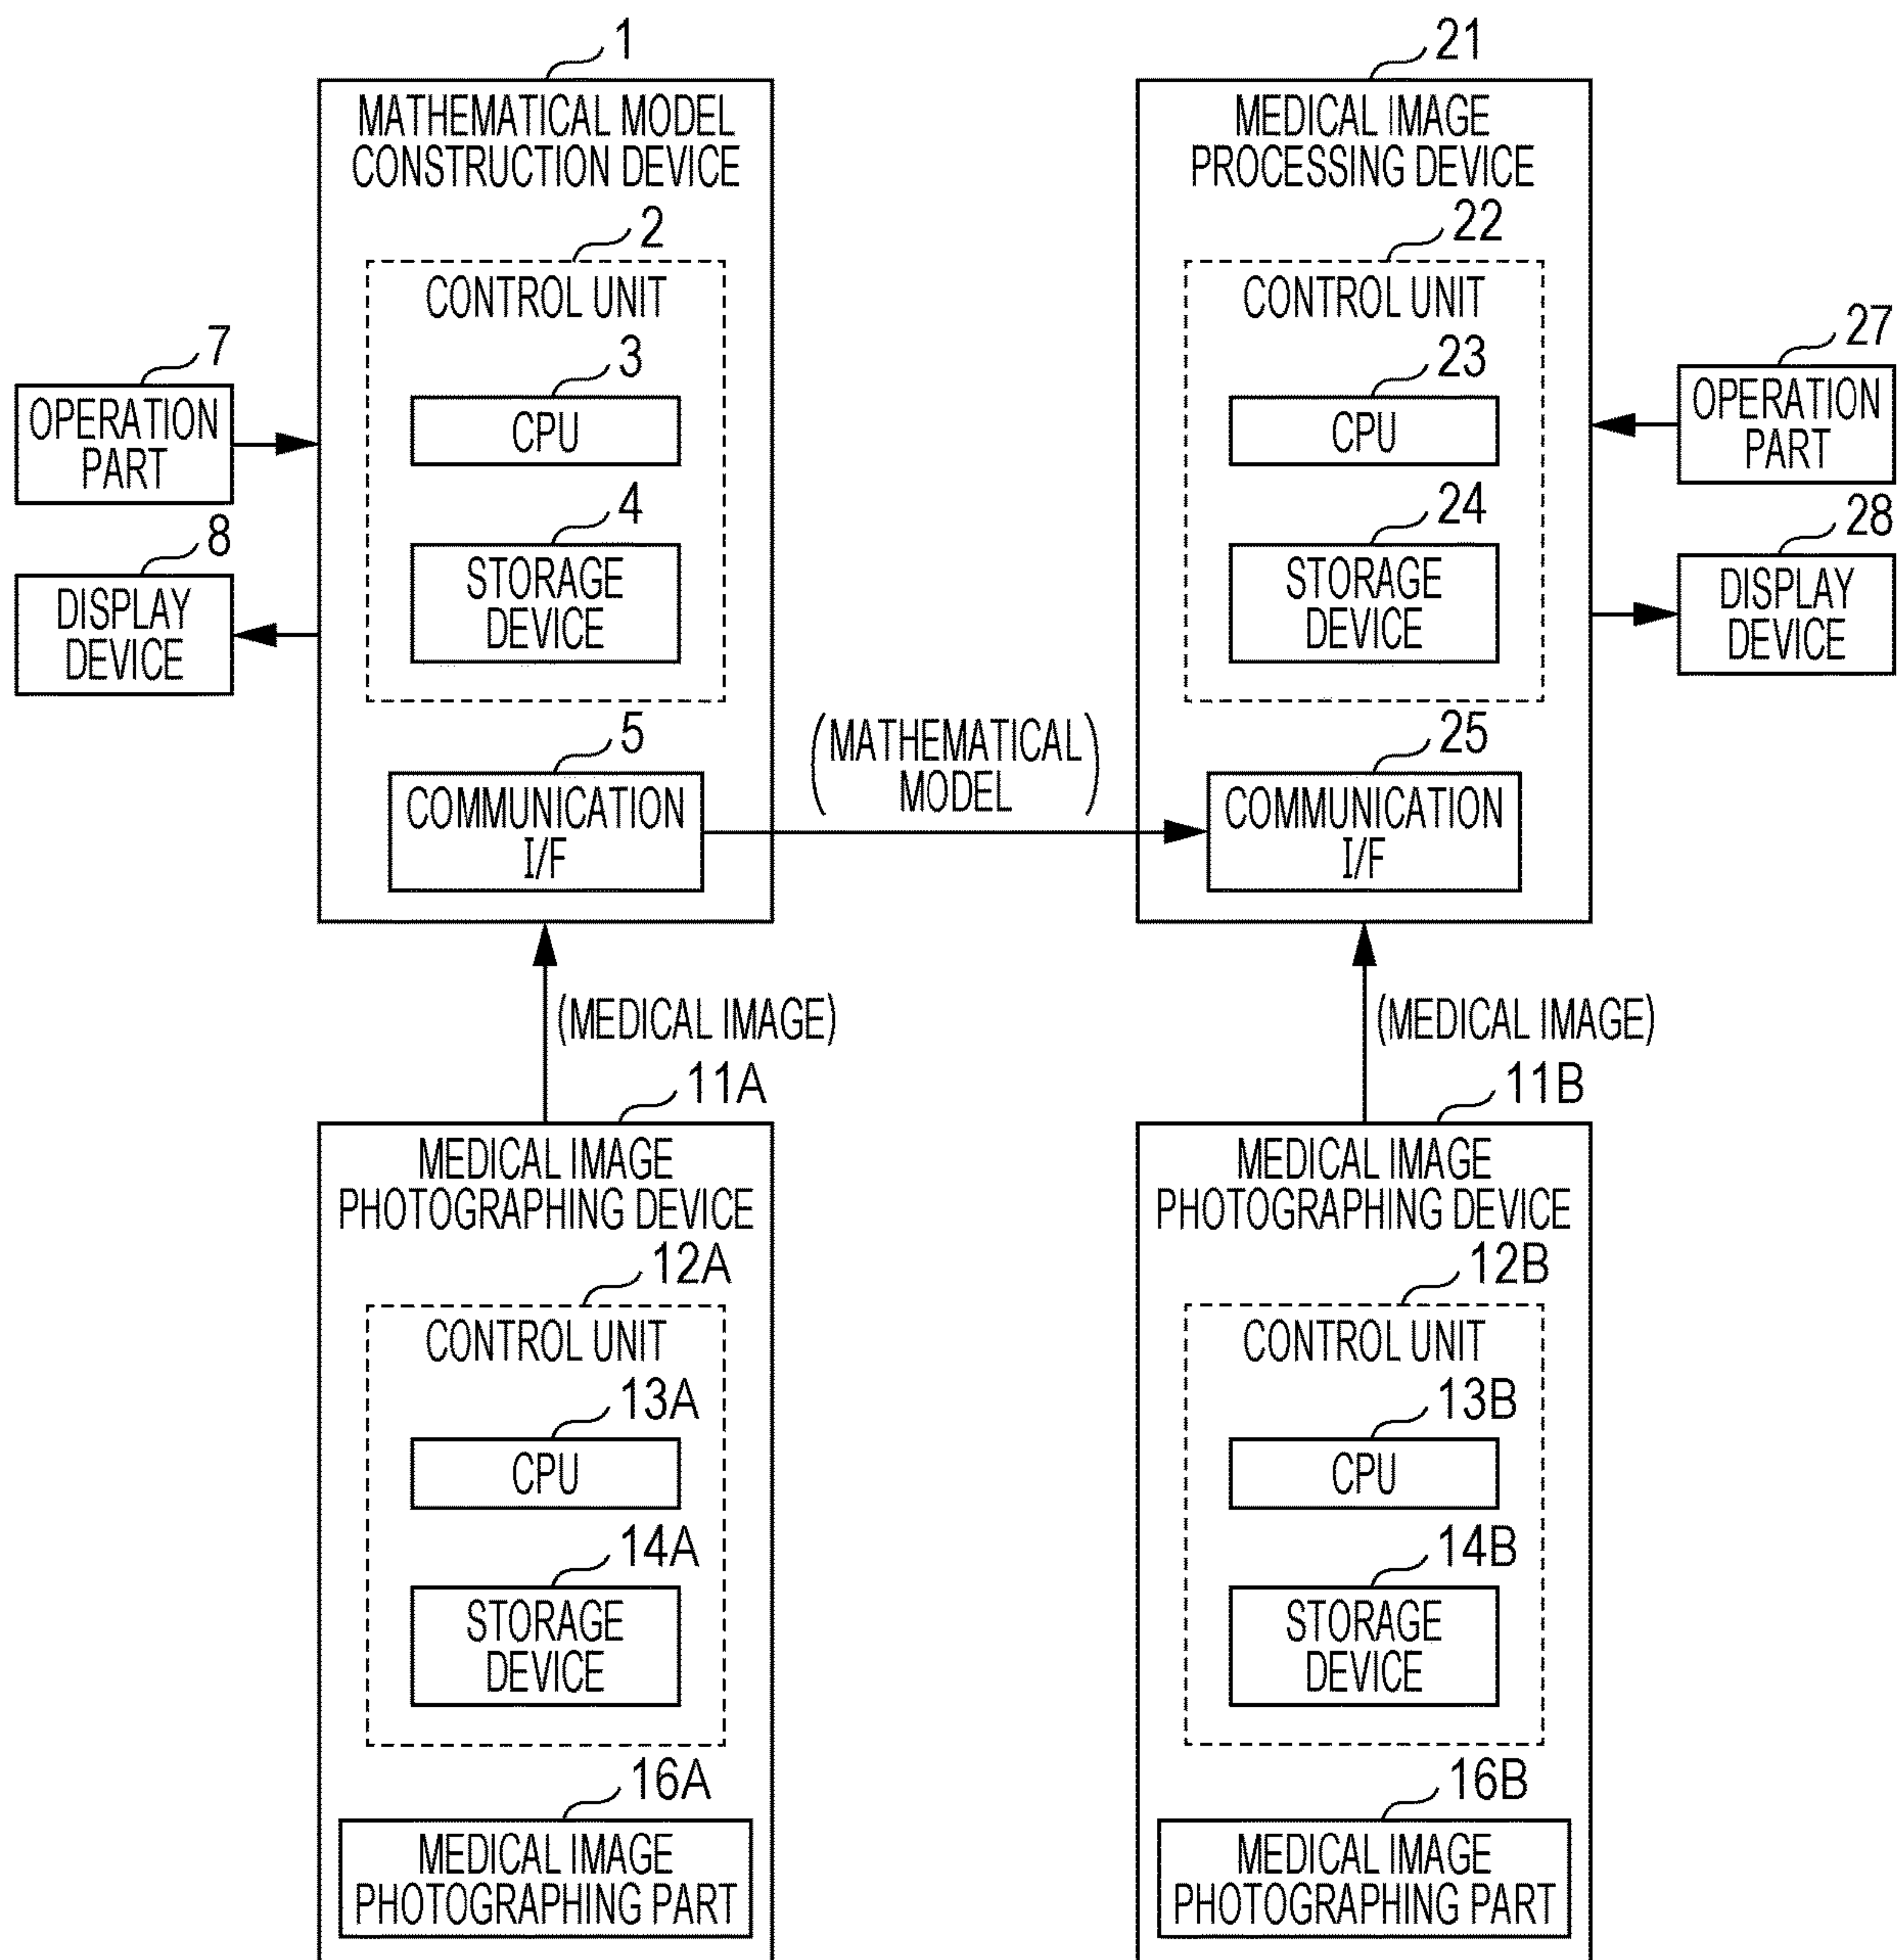 1
MATHEMATICAL MODEL
CONSTRUCTION DEVICE
2
CONTROL UNIT
3
CPU
4
STORAGE
DEVICE
5
COMMUNICATION
I/F
7
OPERATION
PART
8
DISPLAY
DEVICE
(MATHEMATICAL
MODEL)
21
MEDICAL IMAGE
PROCESSING DEVICE
22
CONTROL UNIT
23
CPU
24
STORAGE
DEVICE
25
COMMUNICATION
I/F
27
OPERATION
PART
28
DISPLAY
DEVICE
(MEDICAL IMAGE)
11A
MEDICAL IMAGE
PHOTOGRAPHING DEVICE
12A
CONTROL UNIT
13A
CPU
14A
STORAGE
DEVICE
16A
MEDICAL IMAGE
PHOTOGRAPHING PART
(MEDICAL IMAGE)
11B
MEDICAL IMAGE
PHOTOGRAPHING DEVICE
12B
CONTROL UNIT
13B
CPU
14B
STORAGE
DEVICE
16B
MEDICAL IMAGE
PHOTOGRAPHING PART